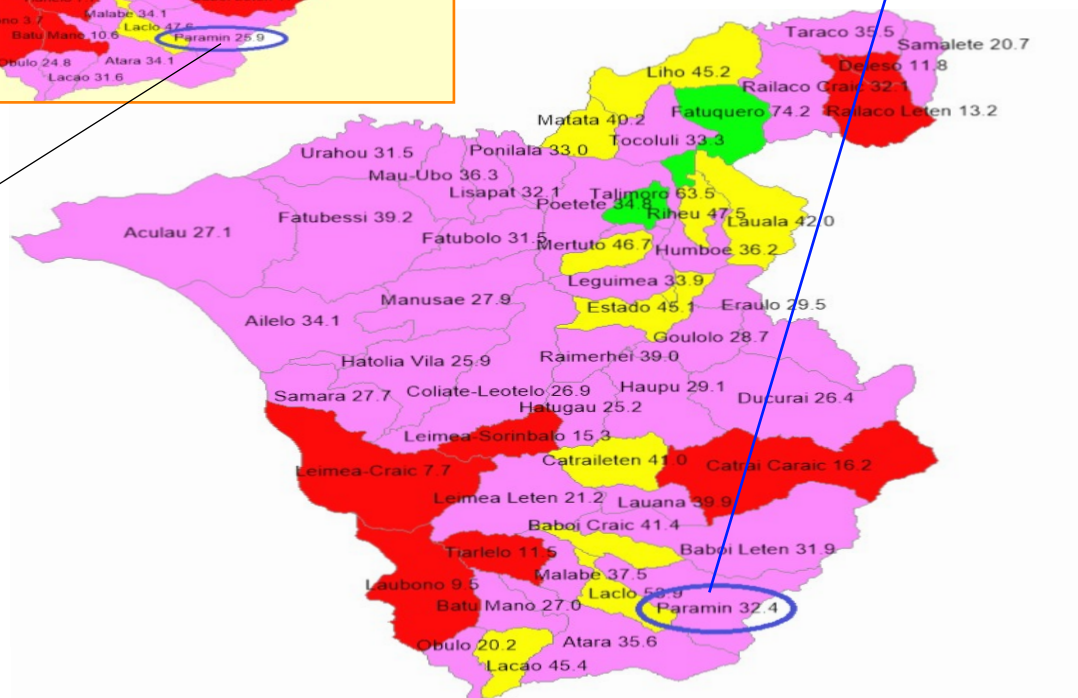 Malabe 34.1
Laclo 47.6
Batu Mano 10.6
Paramin 25.9
Atara 34.1
Lacao 31.6
Taraco 35.5
Samalete 20.7
Deleso 11.8
Liho 45.2
Railaco Craic 32.1
Fatuquero 74.2
Railaco Leten 13.2
Matata 40.2
Tocoluli 33.3
Urahou 31.5
Ponilala 33.0
Mau-Ubo 36.3
Lisapat 32.1
Talimoro 63.5
Poetete 34.8
Riheu 47.5
Lauala 42.0
Fatubessi 39.2
Aculau 27.1
Fatubolo 31.5
Mertuto 46.7
Humboe 36.2
Leguimea 33.9
Manusae 27.9
Estado 45.1
Eraulo 29.5
Ailelo 34.1
Goulolo 28.7
Hatolia Vila 25.9
Raimerhei 39.0
Samara 27.7
Coliate-Leotelo 26.9
Haupu 29.1
Ducurai 26.4
Hatugau 25.2
Leimea-Sorinbalo 15.3
Catraileten 41.0
Catrai Caraic 16.2
Leimea-Craic 7.7
Leimea Leten 21.2
Lauana 39.9
Baboi Craic 41.4
Baboi Leten 31.9
Tiarlelo 11.5
Malabe 37.5
Laubono 9.5
Laclo 53.9
Batu Mano 27.0
Paramin 32.4
Obulo 20.2
Atara 35.6
Lacao 45.4